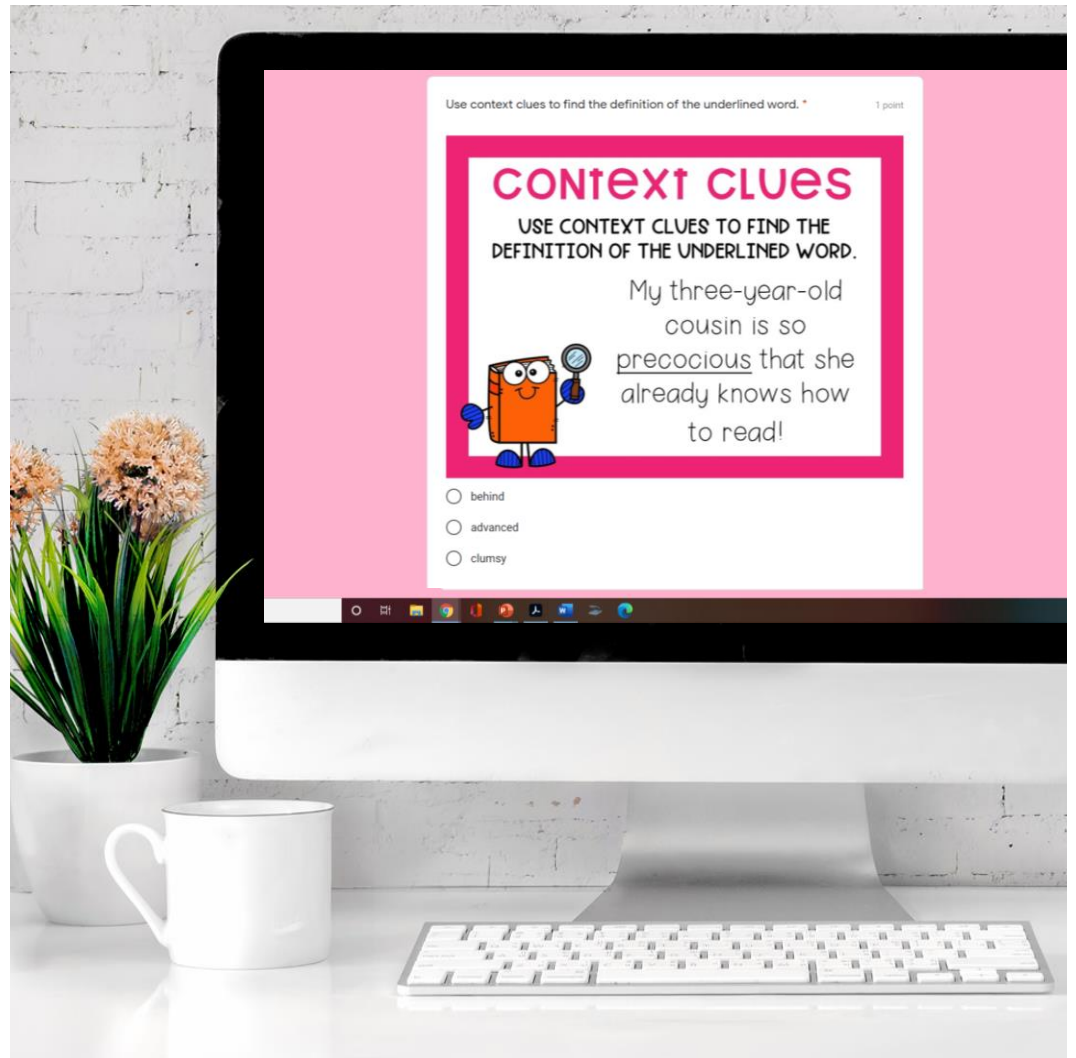 Use context clues to find the definition of the underlined word. *
1 point
CONTEXT CLUES
USE CONTEXT CLUES TO FIND THE
DEFINITION OF THE UNDERLINED WORD.
My three-year-old
cousin is so
precocious that she
already knows how
to read!
behind
advanced
clumsy